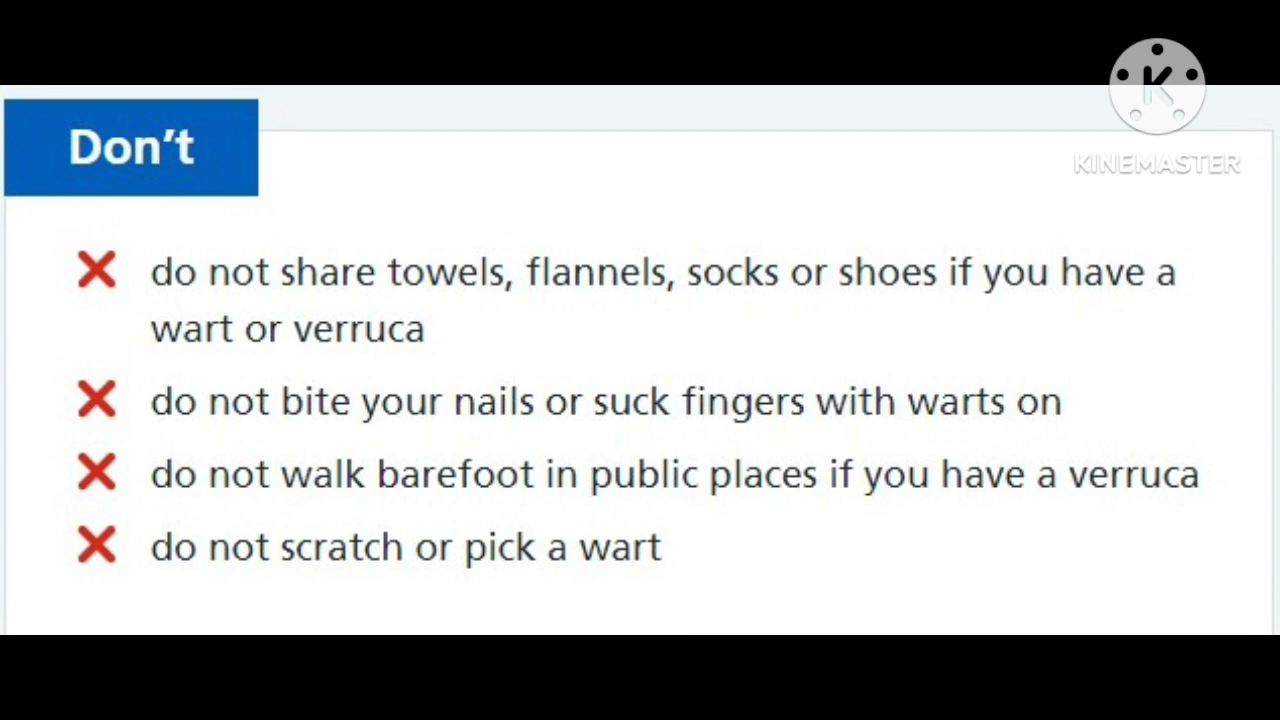 K
KINEMASTER
Don’t
do not share towels, flannels, socks or shoes if you have a
wart or verruca
do not bite your nails or suck fingers with warts on
do not walk barefoot in public places if you have a verruca
do not scratch or pick a wart